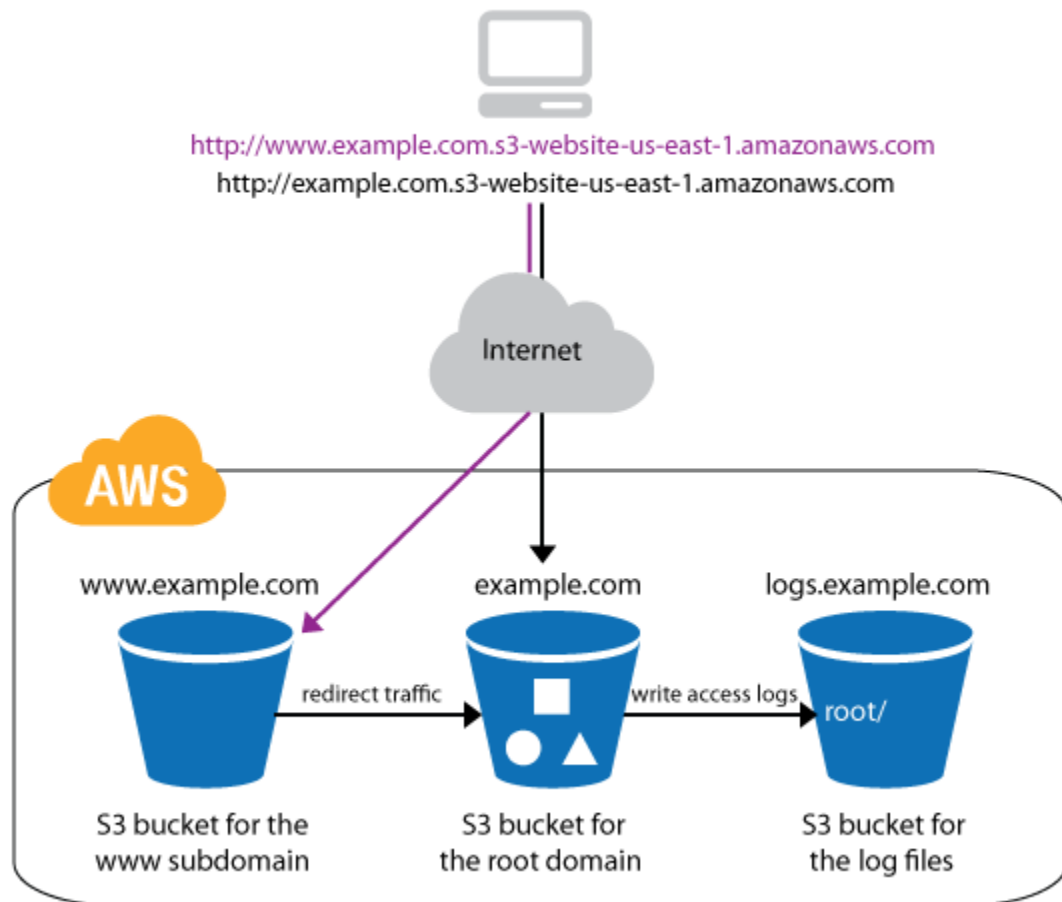 http://www.example.com.s3-website-us-east-1.amazonaws.com
http://example.com.s3-website-us-east-1.amazonaws.com
Internet
AWS
www.example.com
example.com
logs.example.com
redirect traffic
write access logs
root/
S3 bucket for the
www subdomain
S3 bucket for
the root domain
S3 bucket for
the log files